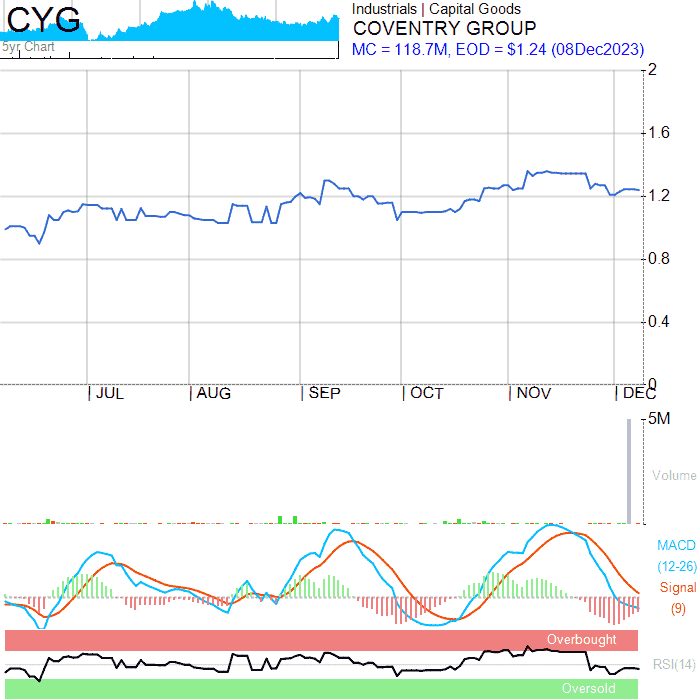 CYG
5yr Chart
Industrials | Capital Goods
COVENTRY GROUP
MC = 118.7M, EOD = $1.24 (08Dec2023)
2
1.6
1.2
0.8
0.4
0
JUL AUG SEP OCT NOV DEC
5M
Volume
MACD
(12-26)
Signal
(9)
Overbought
RSI(14)
Oversold